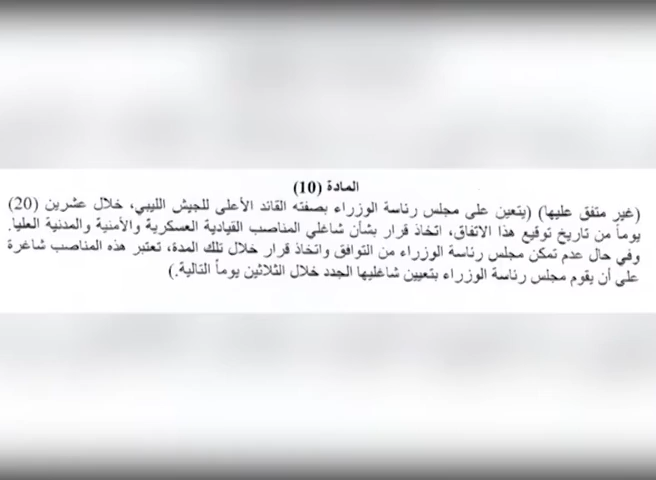 المادة (10)
(غير متفق عليها) (يتعين على مجلس رئاسة الوزراء بصفته القائد الأعلى للجيش الليبي، خلال عشرين (20)
يوماً من تاريخ توقيع هذا الاتفاق، اتخاذ قرار بشأن شاغلي المناصب القيادية العسكرية والأمنية والمدنية العليا.
وفي حال عدم تمكن مجلس رئاسة الوزراء من التوافق واتخاذ قرار خلال تلك المدة، تعتبر هذه المناصب شاغرة
على أن يقوم مجلس رئاسة الوزراء بتعيين شاغليها الجدد خلال الثلاثين يوماً التالية.)